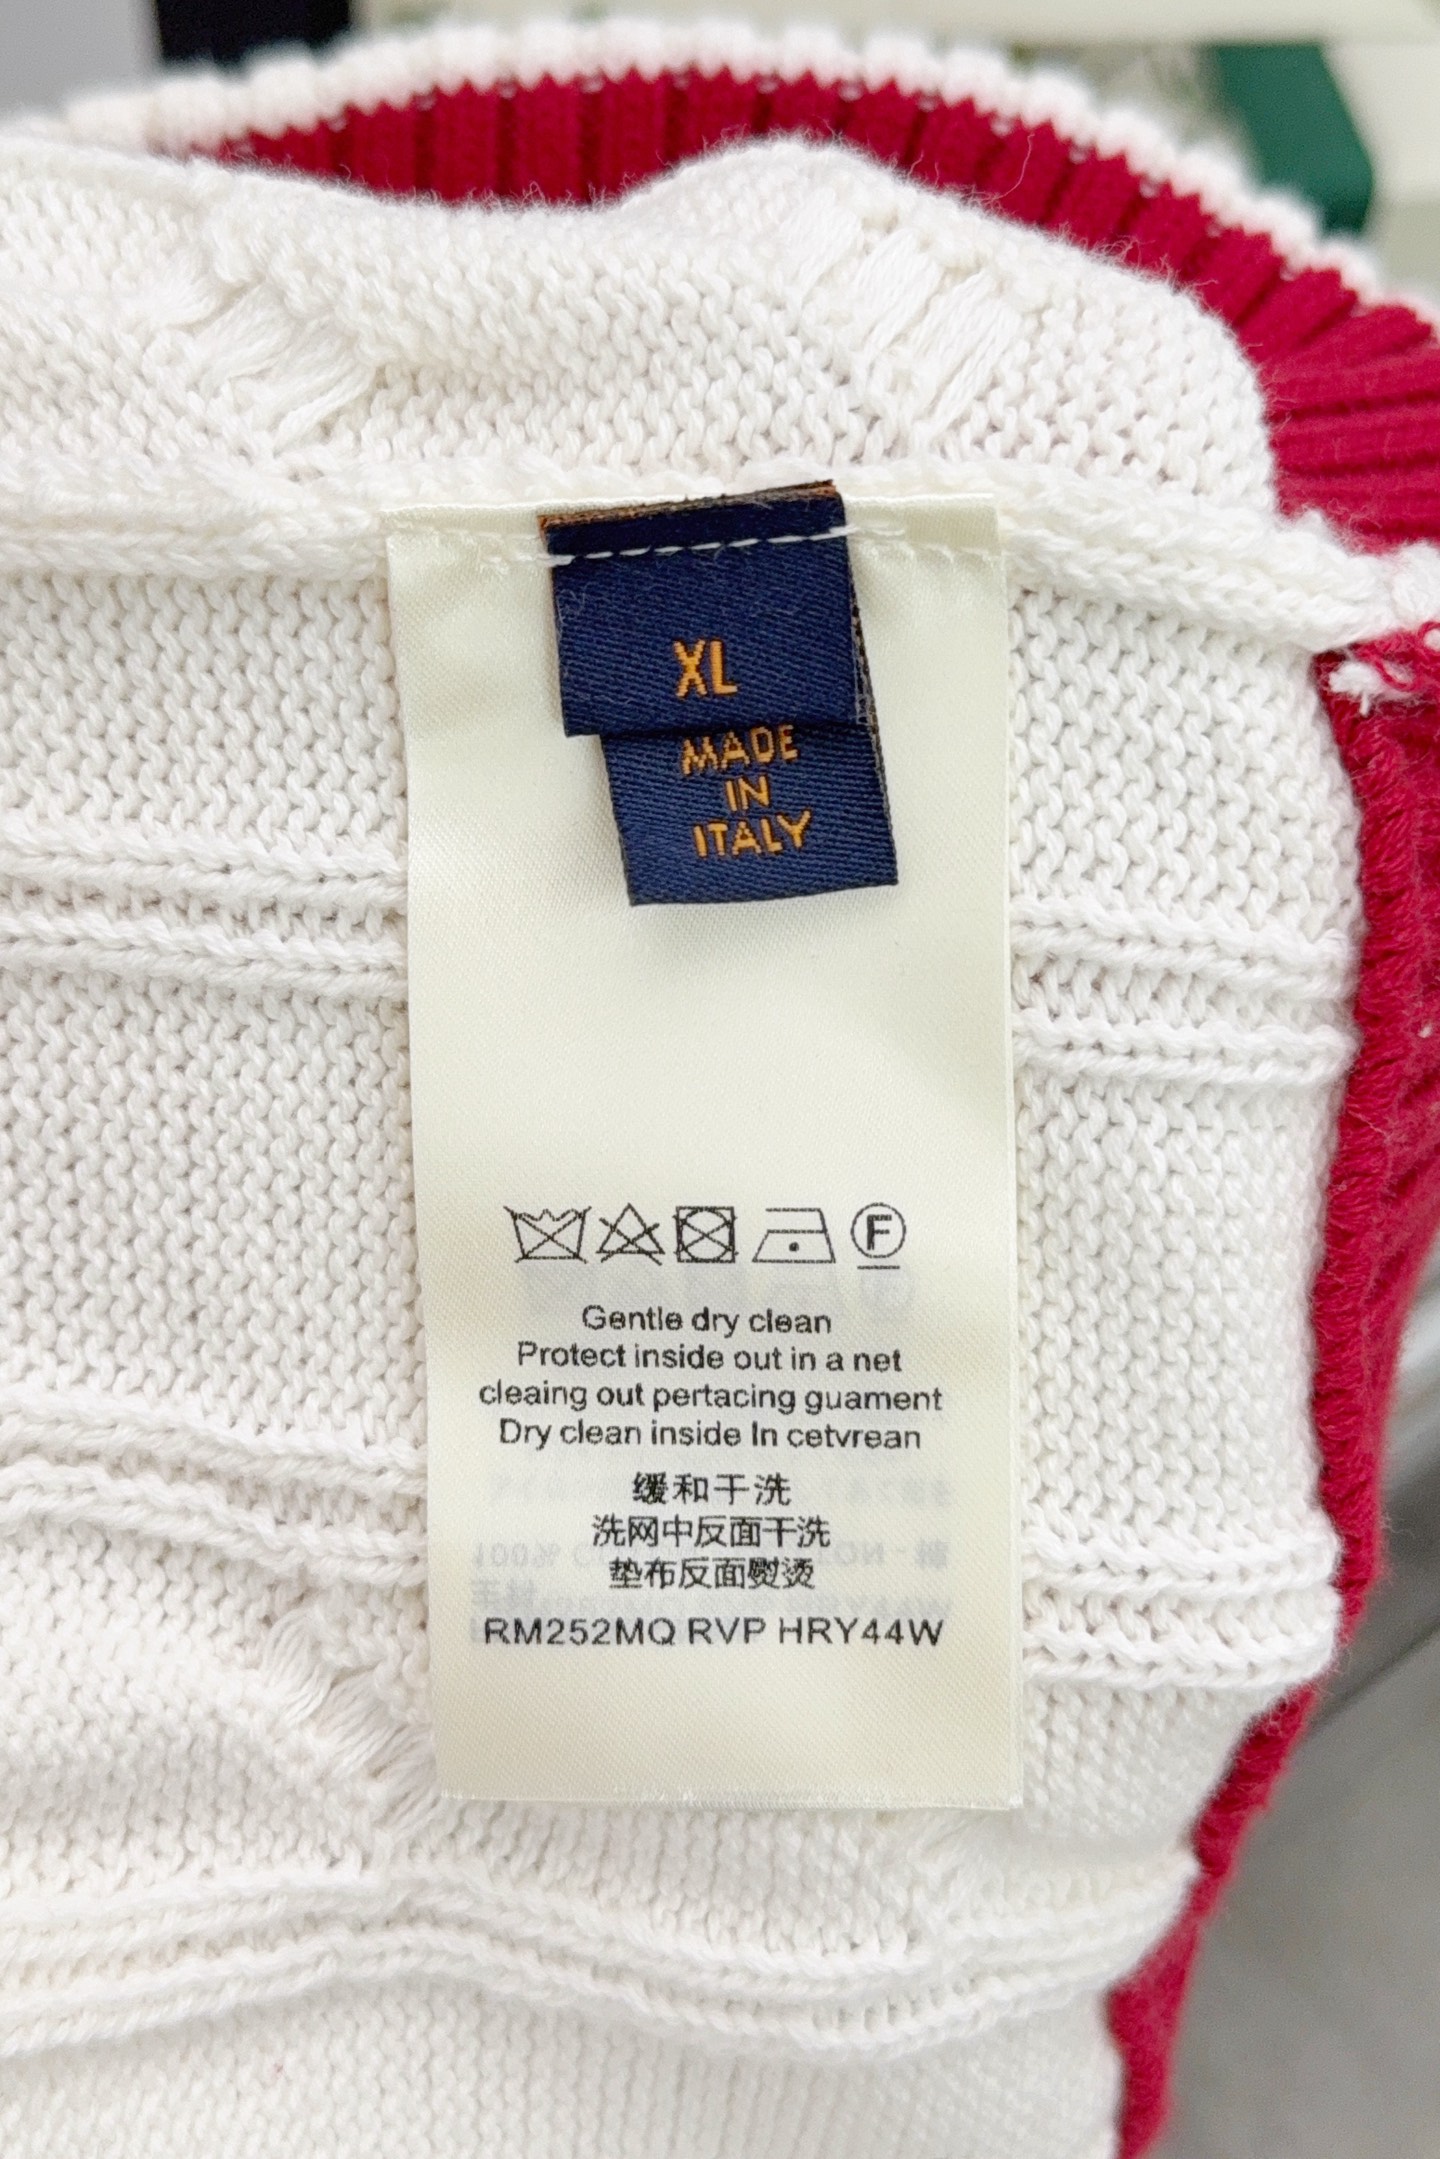 XL
MADE
IN
ITALY
F
Gentle dry clean
Protect inside out in a net
cleaing out pertacing guament
Dry clean inside In cetvrean
缓和干洗
洗网中反面干洗
垫布反面熨烫
RM252MQ RVP HRY44W